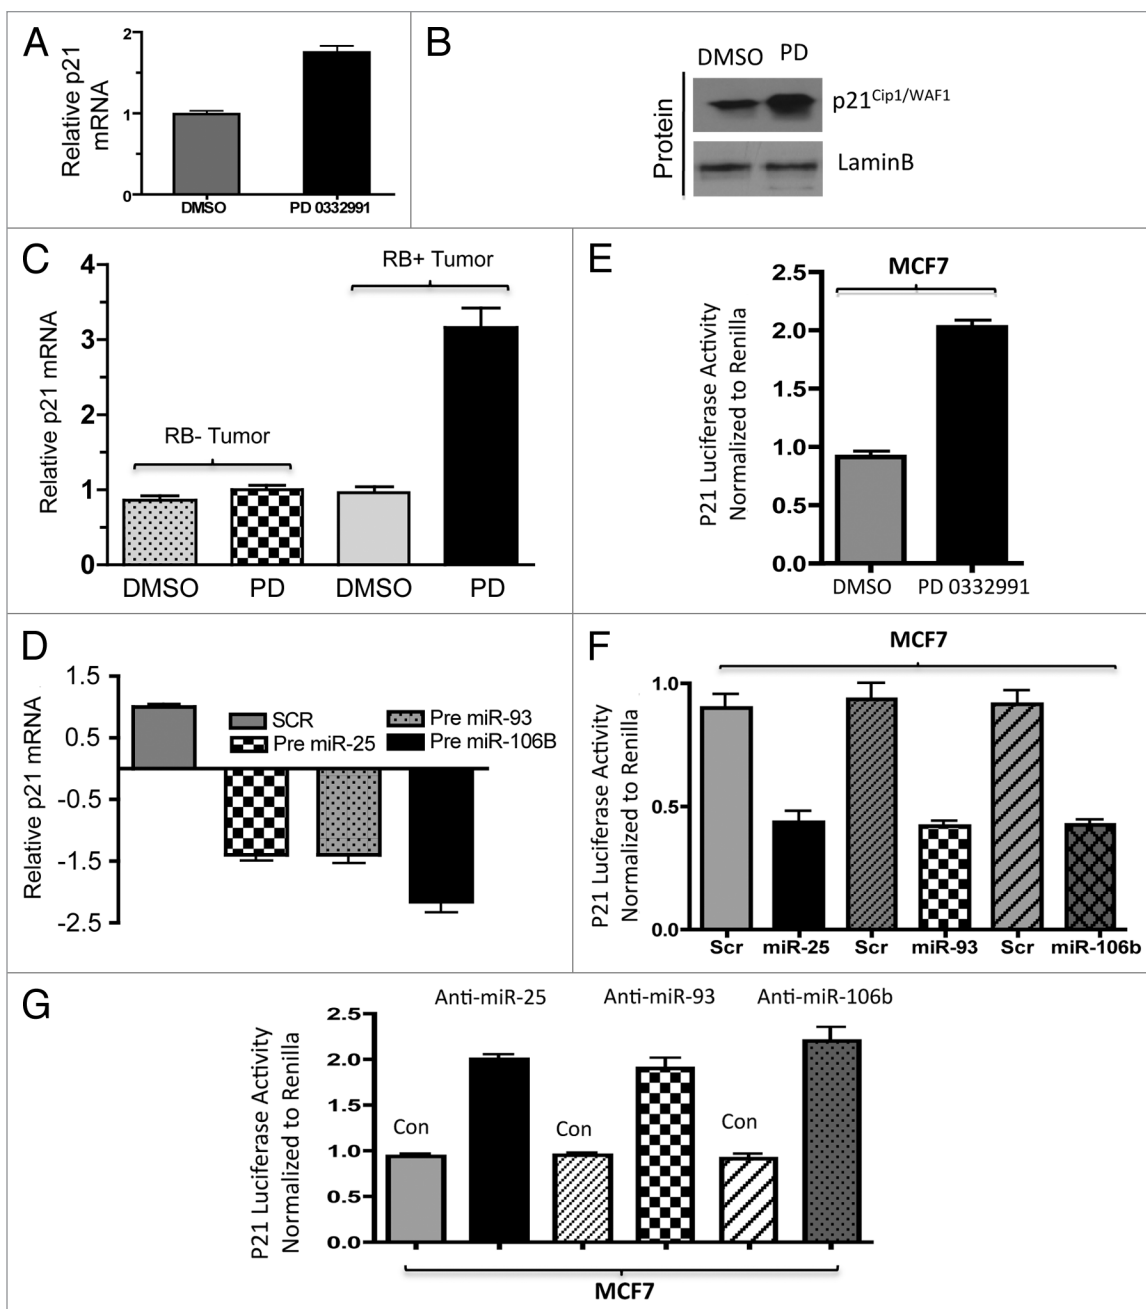 A
Relative p21
mRNA
2
1
0
DMSO
PD 0332991
B
DMSO
PD
Protein
p21Cip1/WAF1
LaminB
C
Relative p21 mRNA
4
3
2
1
0
RB- Tumor
RB+ Tumor
DMSO
PD
DMSO
PD
E
MCF7
P21 Luciferase Activity
Normalized to Renilla
2.5
2.0
1.5
1.0
0.5
0.0
DMSO
PD 0332991
D
Relative p21 mRNA
1.5
0.5
-0.5
-1.5
-2.5
SCR
Pre miR-25
Pre miR-93
Pre miR-106B
F
MCF7
P21 Luciferase Activity
Normalized to Renilla
1.0
0.5
0.0
Scr
miR-25
Scr
miR-93
Scr
miR-106b
G
Anti-miR-25
Anti-miR-93
Anti-miR-106b
P21 Luciferase Activity
Normalized to Renilla
2.5
2.0
1.5
1.0
0.5
0.0
Con
Con
Con
MCF7